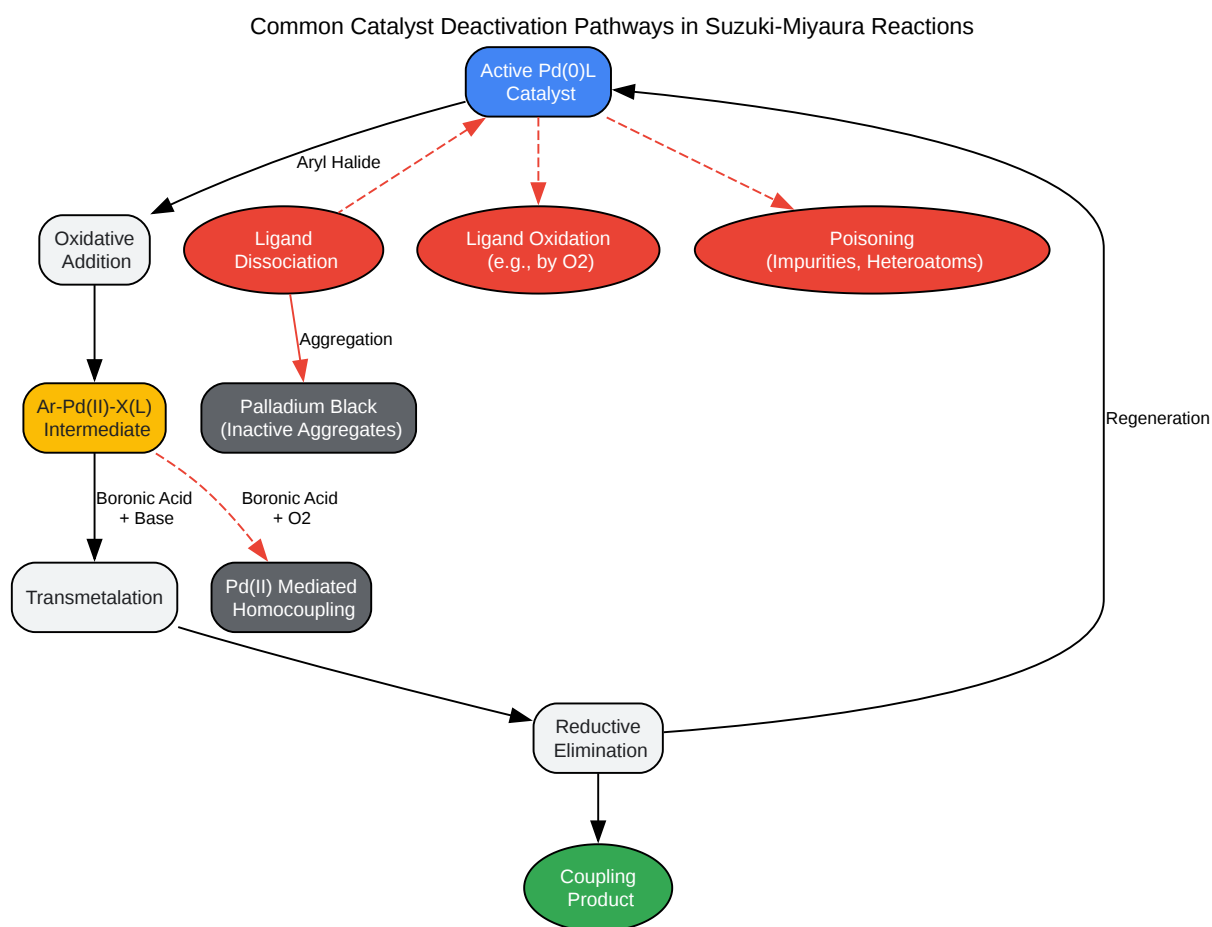 Common Catalyst Deactivation Pathways in Suzuki-Miyaura Reactions
Active Pd(0)L
Catalyst
Aryl Halide
Oxidative
Addition
Ligand
Dissociation
Ligand Oxidation
(e.g., by O2)
Poisoning
(Impurities, Heteroatoms)
Aggregation
Ar-Pd(II)-X(L)
Intermediate
Palladium Black
(Inactive Aggregates)
Regeneration
Boronic Acid
+ Base
Boronic Acid
+ O2
Transmetalation
Pd(II) Mediated
Homocoupling
Reductive
Elimination
Coupling
Product